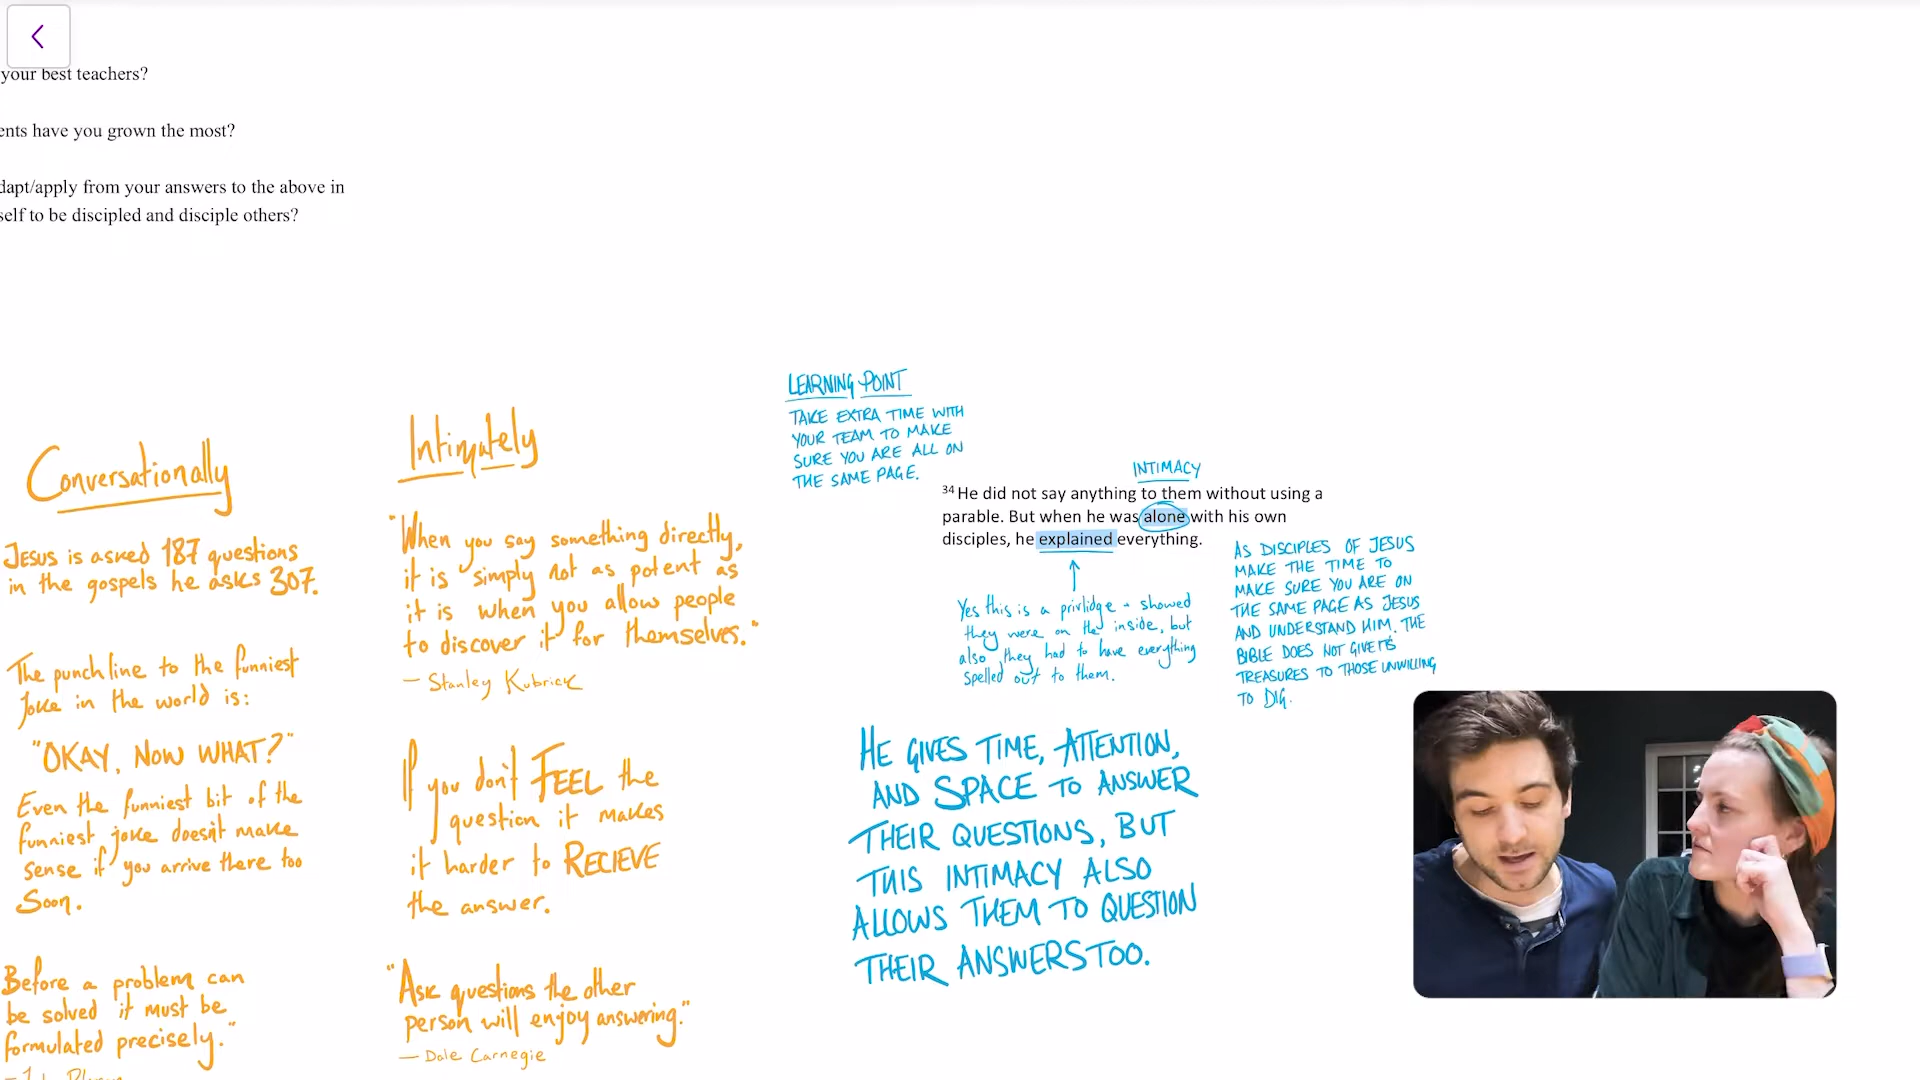 your best teachers?
ents have you grown the most?
dapt/apply from your answers to the above in
self to be discipled and disciple others?
Conversationally
Jesus is asked 187 questions
in the gospels he asks 307.
The punchline to the funniest
Joke in the world is:
"OKAY, NOW WHAT?"
Even the funniest bit of the
funniest joke doesn't make
sense if you arrive there too
Soon.
Before a problem can
be solved it must be
formulated precisely."
Intimately
"When you say something directly,
it is simply not as potent as
it is when you allow people
to discover it for themselves."
— Stanley Kubrick
If you don't FEEL the
question it makes
it harder to RECIEVE
the answer.
"Ask questions the other
person will enjoy answering."
— Dale Carnegie
LEARNING POINT
TAKE EXTRA TIME WITH
YOUR TEAM TO MAKE
SURE YOU ARE ALL ON
THE SAME PAGE.
INTIMACY
34 He did not say anything to them without using a
parable. But when he was alone with his own
disciples, he explained everything.
Yes this is a privlidge + showed
they were on the inside, but
also they had to have everything
spelled out to them.
AS DISCIPLES OF JESUS
MAKE THE TIME TO
MAKE SURE YOU ARE ON
THE SAME PAGE AS JESUS
AND UNDERSTAND HIM. THE
BIBLE DOES NOT GIVE ITS
TREASURES TO THOSE UNWILLING
TO DIG.
HE GIVES TIME, ATTENTION,
AND SPACE TO ANSWER
THEIR QUESTIONS, BUT
THIS INTIMACY ALSO
ALLOWS THEM TO QUESTION
THEIR ANSWERS TOO.